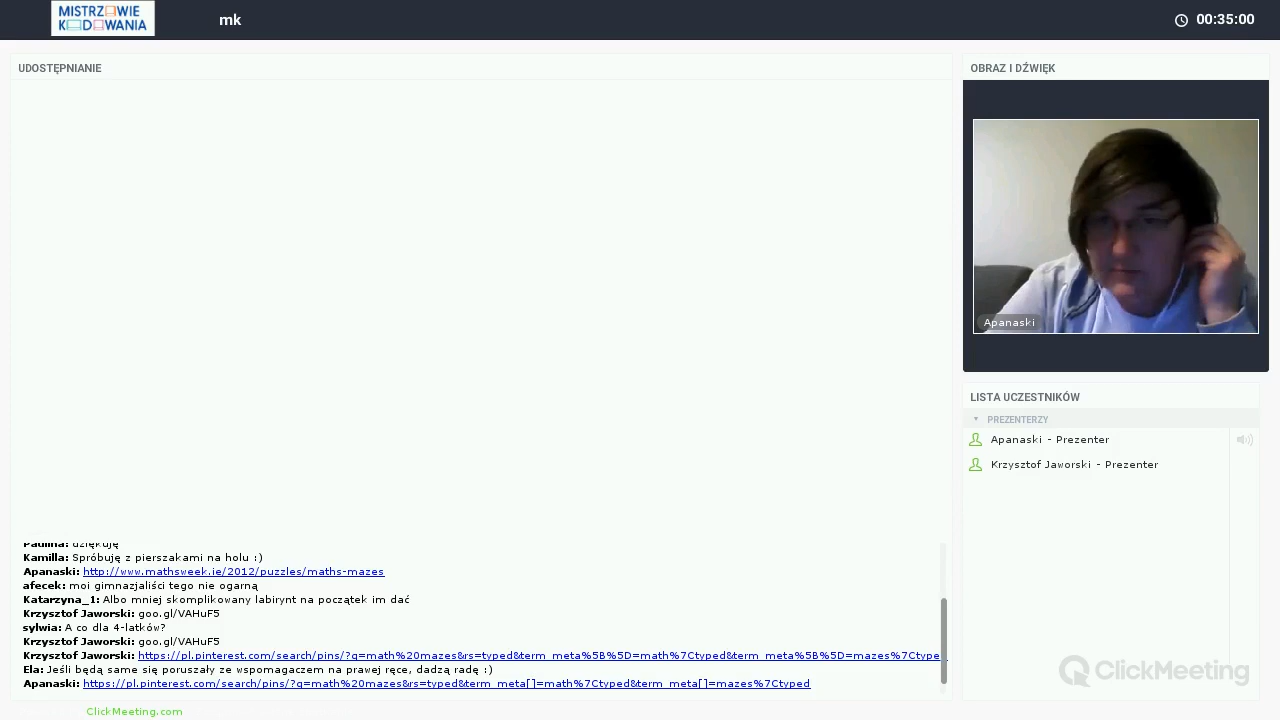 MISTRZOWIE
KODOWANIA
mk
00:35:00
UDOSTĘPNIANIE
OBRAZ I DŹWIĘK
Apanaski
LISTA UCZESTNIKÓW
PREZENTERZY
Apanaski - Prezenter
Krzysztof Jaworski - Prezenter
Paulina: dziękuję
Kamilla: Spróbuję z pierszakami na holu :)
Apanaski: http://www.mathsweek.ie/2012/puzzles/maths-mazes
afecek: moi gimnazjaliści tego nie ogarną
Katarzyna_1: Albo mniej skomplikowany labirynt na początek im dać
Krzysztof Jaworski: goo.gl/VAHuF5
sylwia: A co dla 4-latków?
Krzysztof Jaworski: goo.gl/VAHuF5
Krzysztof Jaworski: https://pl.pinterest.com/search/pins/?q=math%20mazes&rs=typed&term_meta%5B%5D=math%7Ctyped&term_meta%5B%5D=mazes%7Ctype
Ela: Jeśli będą same się poruszały ze wspomagaczem na prawej ręce, dadzą radę :)
Apanaski: https://pl.pinterest.com/search/pins/?q=math%20mazes&rs=typed&term_meta[]=math%7Ctyped&term_meta[]=mazes%7Ctyped
ClickMeeting
ClickMeeting.com